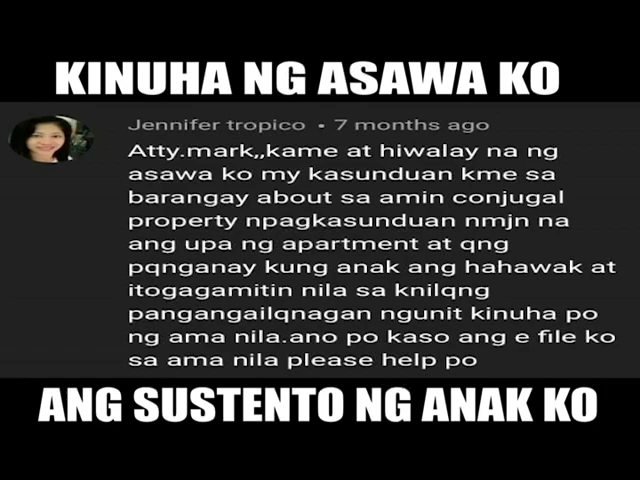 KINUHA NG ASAWA KO
Jennifer tropico • 7 months ago
Atty.mark,,kame at hiwalay na ng
asawa ko my kasunduan kme sa
barangay about sa amin conjugal
property npagkasunduan nmjn na
ang upa ng apartment at qng
pqnganay kung anak ang hahawak at
itogagamitin nila sa knilqng
pangangailqnagan ngunit kinuha po
ng ama nila.ano po kaso ang e file ko
sa ama nila please help po
ANG SUSTENTO NG ANAK KO